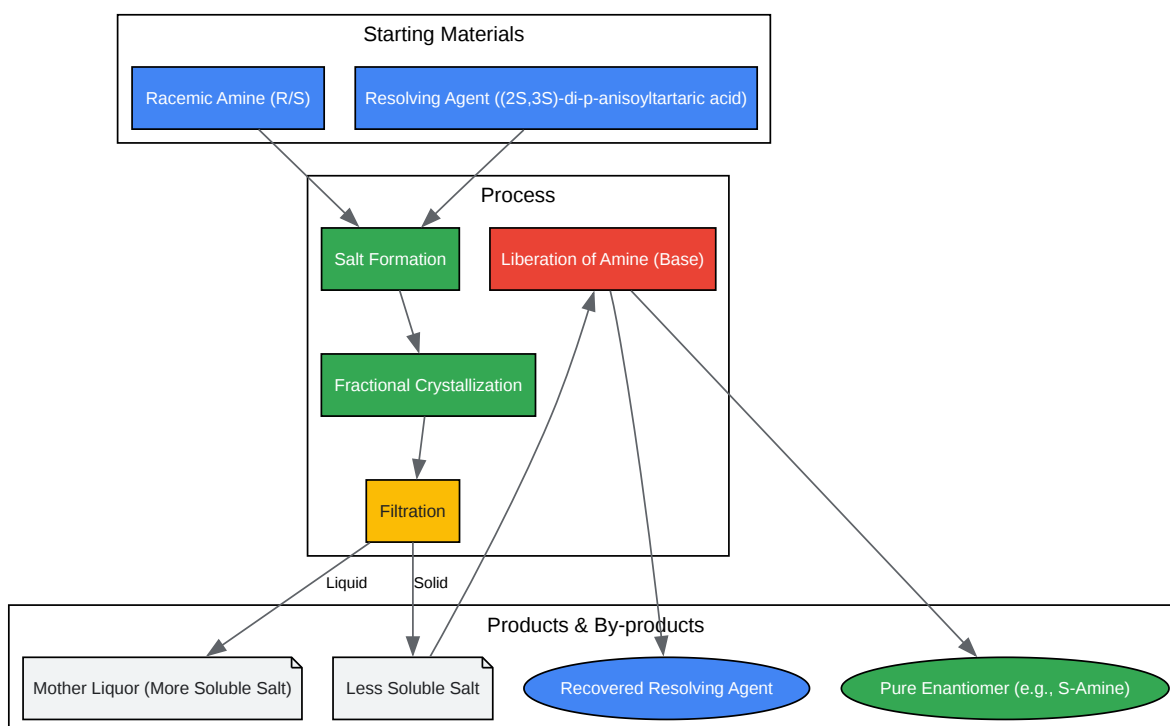 Starting Materials
Racemic Amine (R/S)
Resolving Agent ((2S,3S)-di-p-anisoyltartaric acid)
Process
Salt Formation
Liberation of Amine (Base)
Fractional Crystallization
Filtration
Liquid
Solid
Products & By-products
Mother Liquor (More Soluble Salt)
Less Soluble Salt
Recovered Resolving Agent
Pure Enantiomer (e.g., S-Amine)